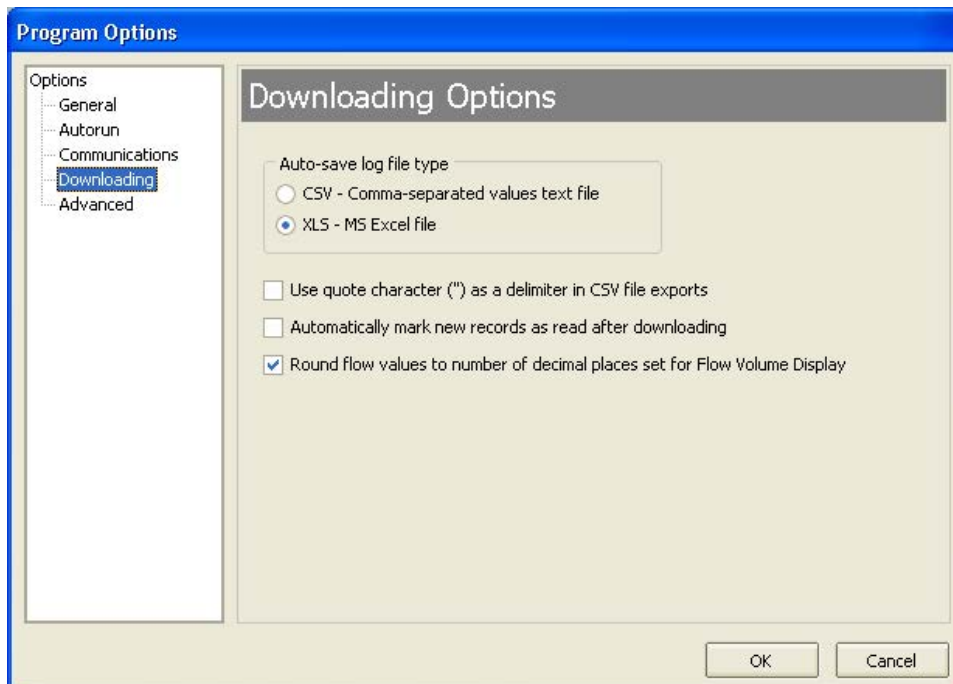 Program Options
Options
General
Autorun
Communications
Downloading
Advanced
Downloading Options
Auto-save log file type
CSV - Comma-separated values text file
XLS - MS Excel file
Use quote character (") as a delimiter in CSV file exports
Automatically mark new records as read after downloading
Round flow values to number of decimal places set for Flow Volume Display
OK
Cancel